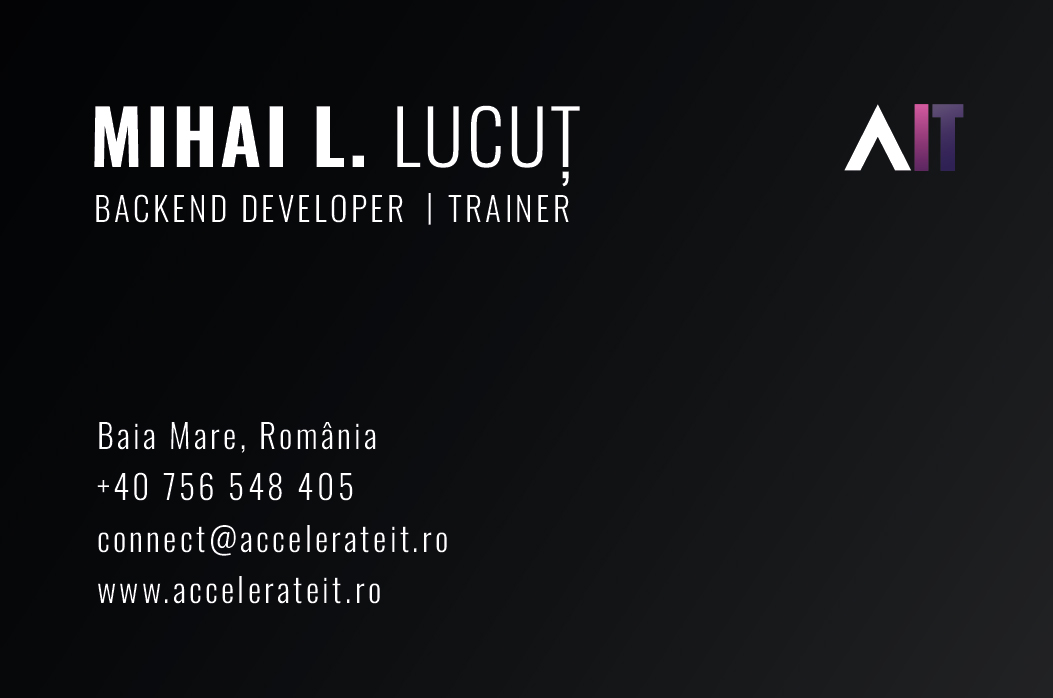 MIHAI L. LUCUȚ
AIT
BACKEND DEVELOPER | TRAINER
Baia Mare, România
+40 756 548 405
connect@accelerateit.ro
www.accelerateit.ro